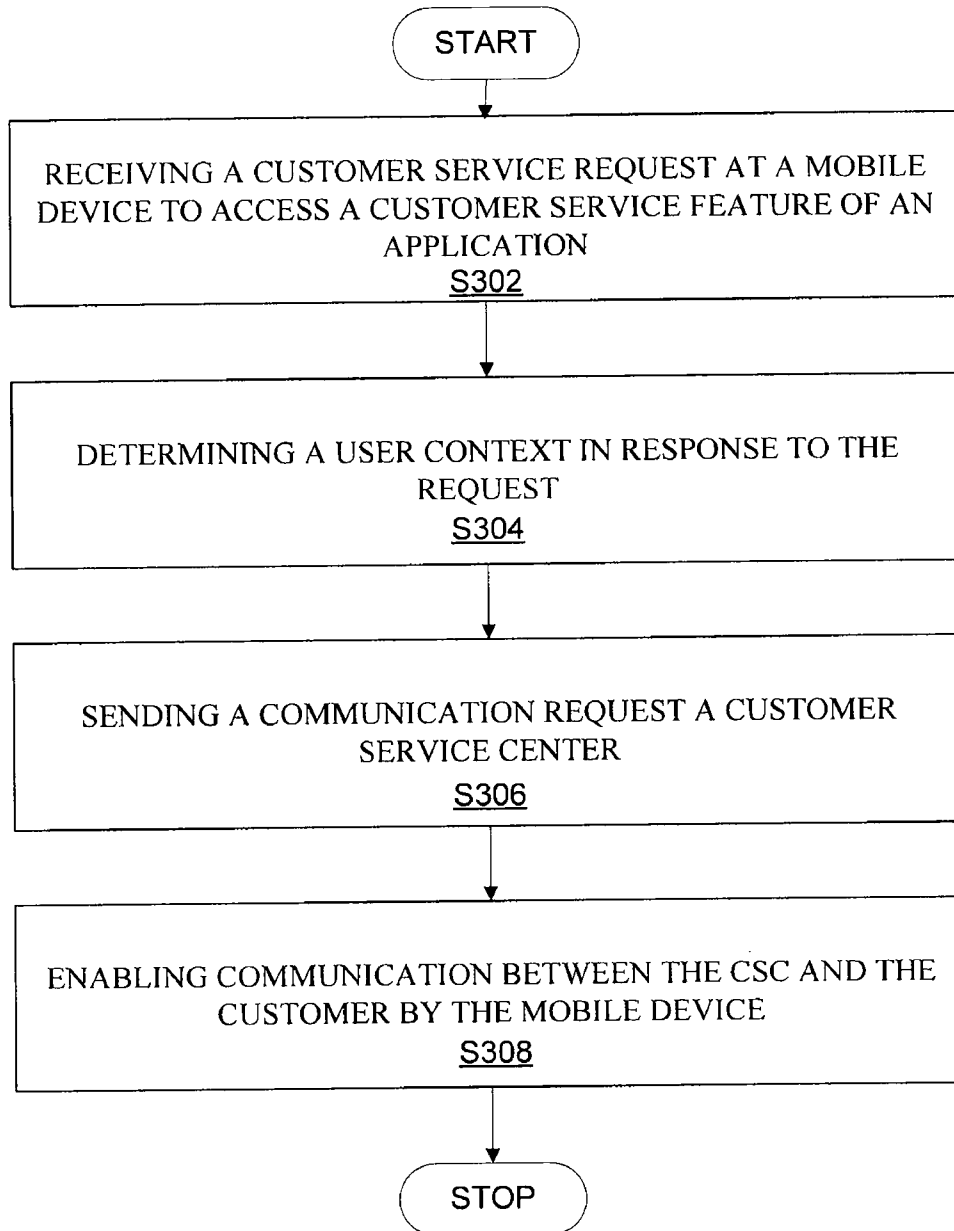 START
RECEIVING A CUSTOMER SERVICE REQUEST AT A MOBILE
DEVICE TO ACCESS A CUSTOMER SERVICE FEATURE OF AN
APPLICATION
S302
DETERMINING A USER CONTEXT IN RESPONSE TO THE
REQUEST
S304
SENDING A COMMUNICATION REQUEST A CUSTOMER
SERVICE CENTER
S306
ENABLING COMMUNICATION BETWEEN THE CSC AND THE
CUSTOMER BY THE MOBILE DEVICE
S308
STOP